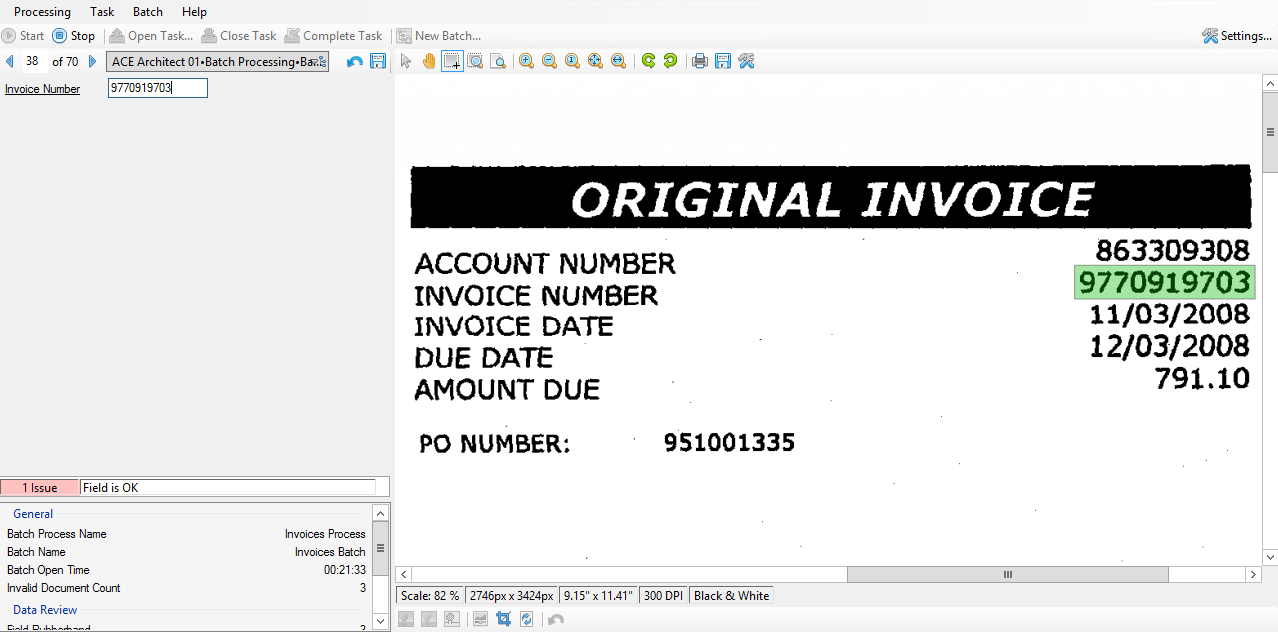 Processing Task Batch Help
Start Stop Open Task... Close Task Complete Task New Batch... Settings...
38 of 70 ACE Architect 01•Batch Processing•Ba
Invoice Number 9770919703
ORIGINAL INVOICE
ACCOUNT NUMBER 863309308
INVOICE NUMBER 9770919703
INVOICE DATE 11/03/2008
DUE DATE 12/03/2008
AMOUNT DUE 791.10
PO NUMBER: 951001335
1 Issue Field is OK
General
Batch Process Name Invoices Process
Batch Name Invoices Batch
Batch Open Time 00:21:33
Invalid Document Count 3
Data Review
Field Rubberband 2
Scale: 82 % 2746px x 3424px 9.15" x 11.41" 300 DPI Black & White